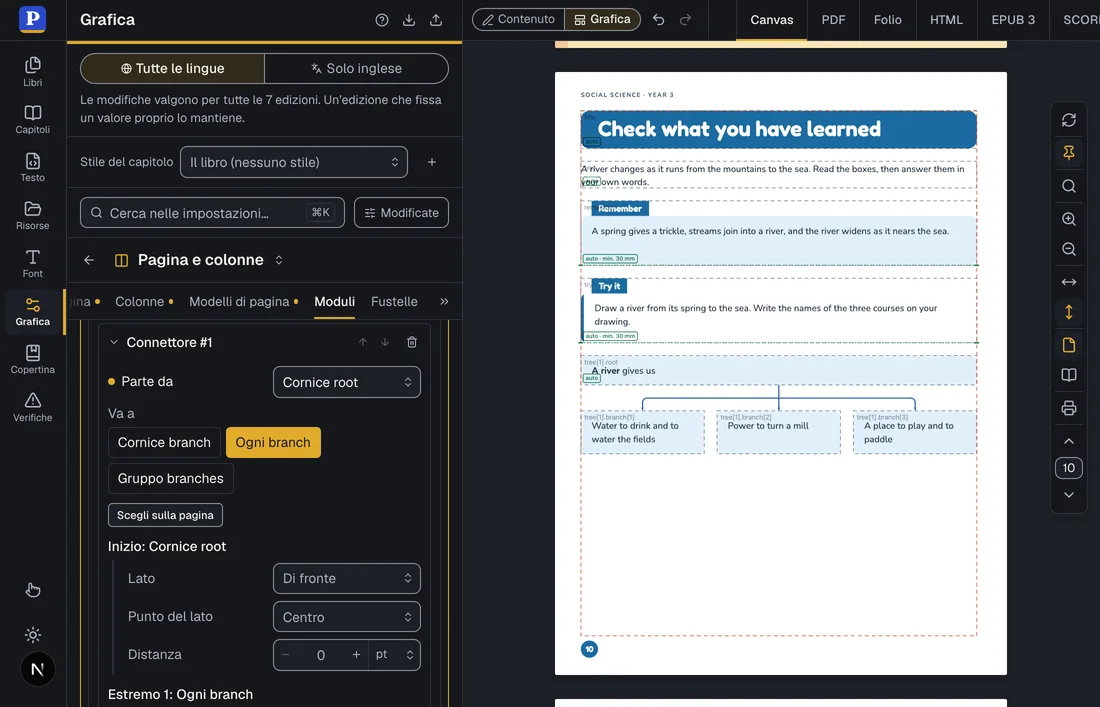 P
Libri
Capitoli
Testo
Risorse
Font
Grafica
Copertina
Verifiche
N
Grafica
Tutte le lingue
Solo inglese
Le modifiche valgono per tutte le 7 edizioni. Un'edizione che fissa
un valore proprio lo mantiene.
Stile del capitolo
Il libro (nessuno stile)
Cerca nelle impostazioni...
⌘K
Modificate
Pagina e colonne
ina
Colonne
Modelli di pagina
Moduli
Fustelle
Connettore #1
Parte da
Cornice root
Va a
Cornice branch
Ogni branch
Gruppo branches
Scegli sulla pagina
Inizio: Cornice root
Lato
Di fronte
Punto del lato
Centro
Distanza
− 0 + pt
Estremo 1: Ogni branch
Contenuto
Grafica
Canvas
PDF
Folio
HTML
EPUB 3
SCOR
SOCIAL SCIENCE - YEAR 3
Check what you have learned
auto
A river changes as it runs from the mountains to the sea. Read the boxes, then answer them in
your own words.
Remember
A spring gives a trickle, streams join into a river, and the river widens as it nears the sea.
auto - min. 30 mm
Try it
Draw a river from its spring to the sea. Write the names of the three courses on your
drawing.
auto - min. 30 mm
tree[1].root
A river gives us
auto
tree[1].branch[1]
Water to drink and to
water the fields
tree[1].branch[2]
Power to turn a mill
tree[1].branch[3]
A place to play and to
paddle
10
10